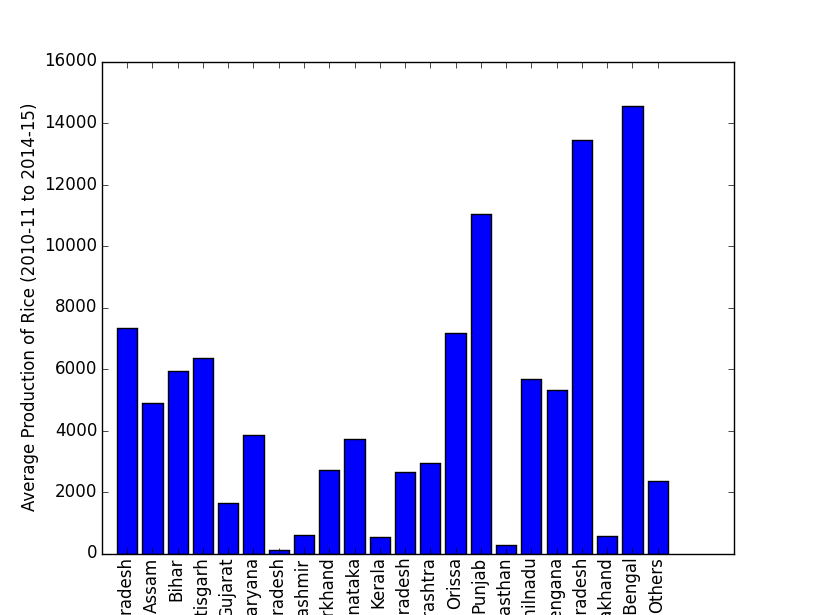 Average Production of Rice (2010-11 to 2014-15)
16000
14000
12000
10000
8000
6000
4000
2000
0
radesh
Assam
Bihar
tisgarh
Gujarat
aryana
radesh
ashmir
rkhand
nataka
Kerala
radesh
rashtra
Orissa
Punjab
asthan
nilnadu
engana
radesh
akhand
Bengal
Others